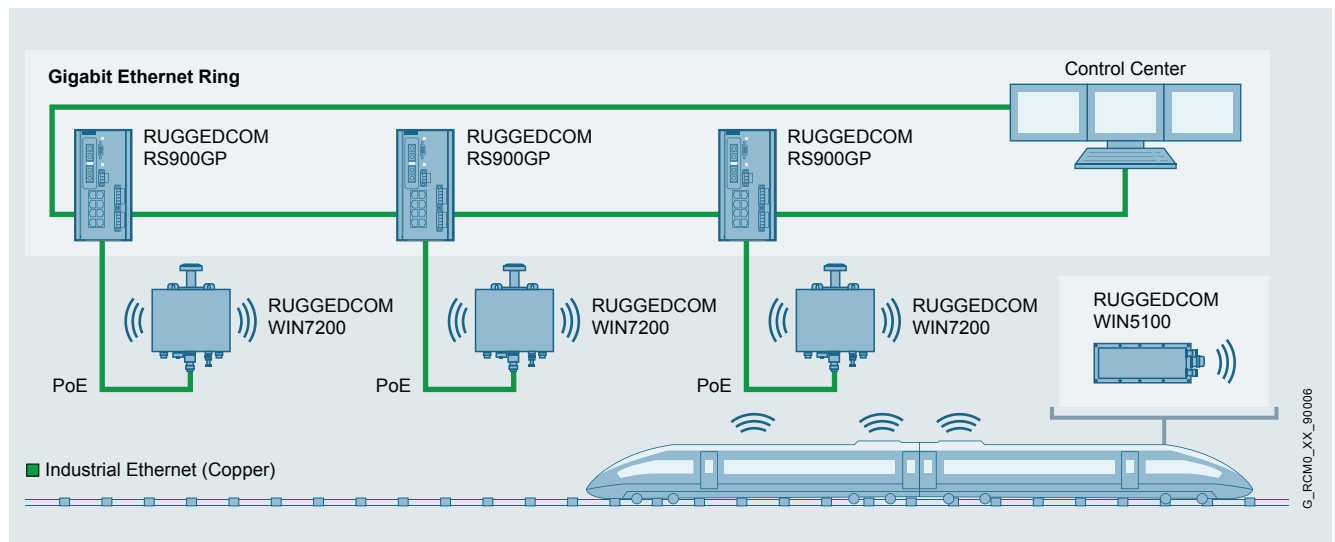 Gigabit Ethernet Ring
Control Center
RUGGEDCOM
RS900GP
RUGGEDCOM
RS900GP
RUGGEDCOM
RS900GP
RUGGEDCOM
WIN7200
RUGGEDCOM
WIN7200
RUGGEDCOM
WIN7200
RUGGEDCOM
WIN5100
PoE
PoE
PoE
Industrial Ethernet (Copper)
G_RCM0_XX_90006